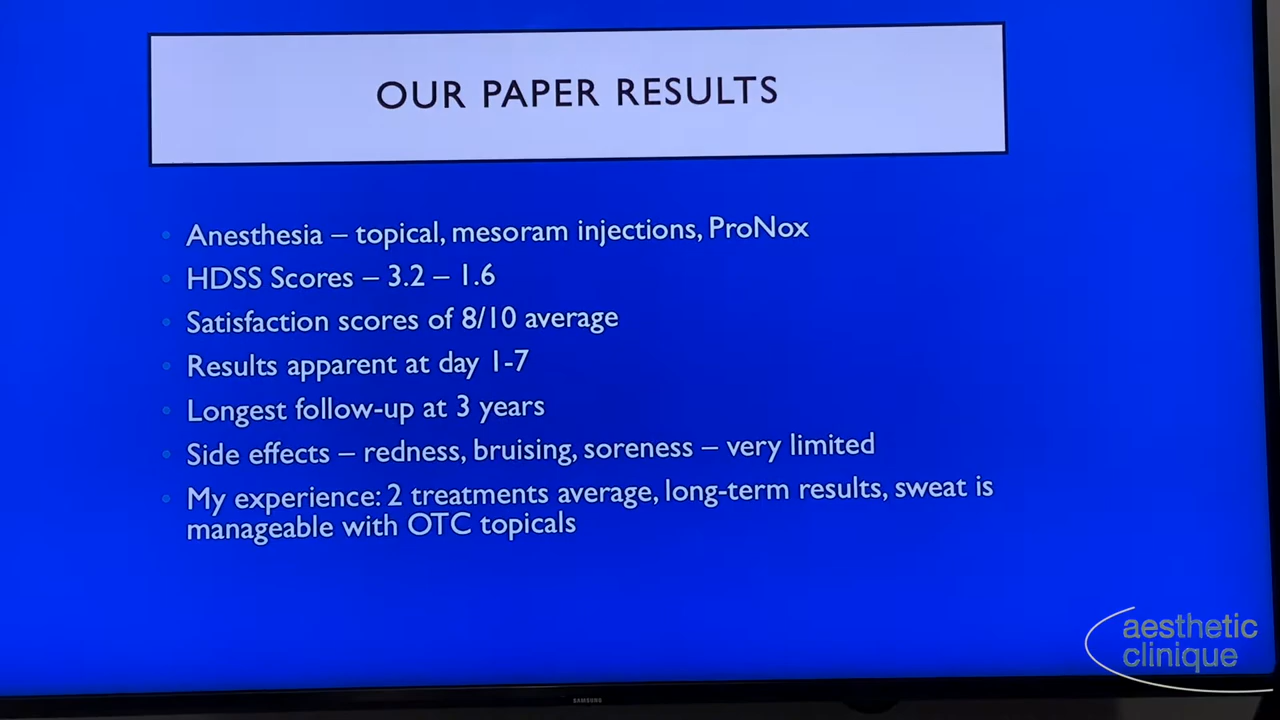 OUR PAPER RESULTS
Anesthesia – topical, mesoram injections, ProNox
HDSS Scores – 3.2 – 1.6
Satisfaction scores of 8/10 average
Results apparent at day 1-7
Longest follow-up at 3 years
Side effects – redness, bruising, soreness – very limited
My experience: 2 treatments average, long-term results, sweat is
manageable with OTC topicals
aesthetic
clinique
SAMSUNG